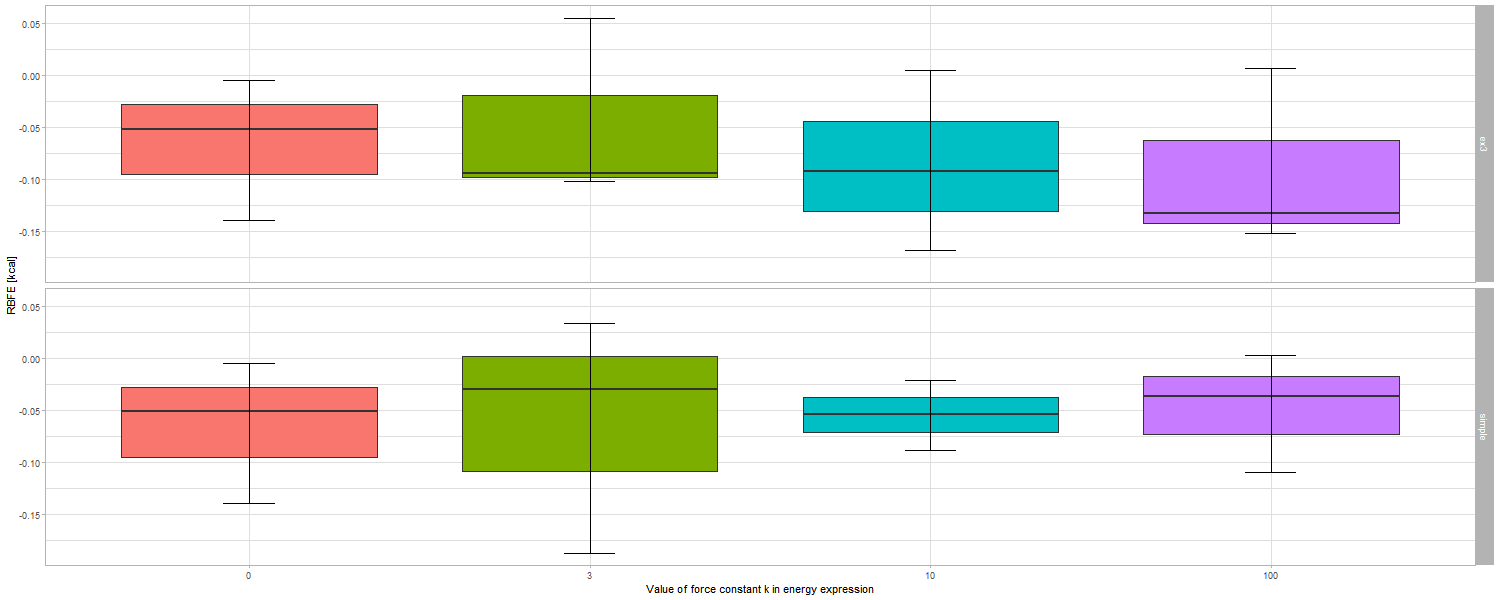 0.05
0.00
-0.05
-0.10
-0.15
ex3
RBFE [kcal]
0.05
0.00
-0.05
-0.10
-0.15
simple
0 3 10 100
Value of force constant k in energy expression